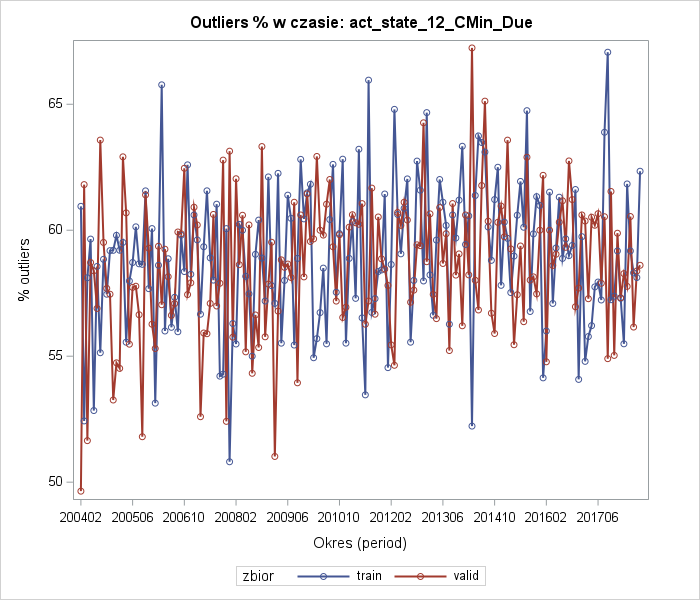 Outliers % w czasie: act_state_12_CMin_Due
% outliers
65
60
55
50
200402 200506 200610 200802 200906 201010 201202 201306 201410 201602 201706
Okres (period)
zbior train valid